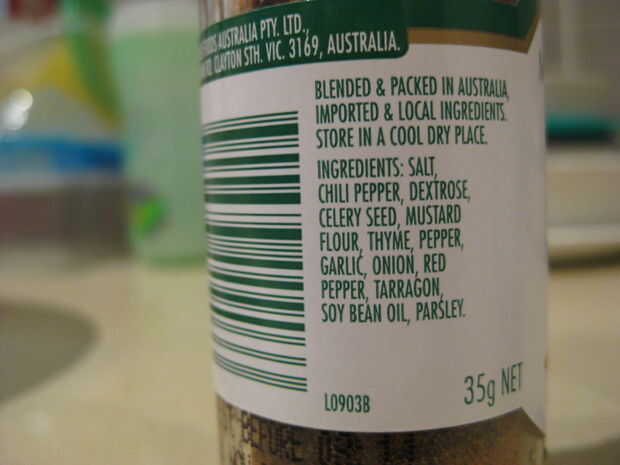 FOODS AUSTRALIA PTY. LTD.,
CLAYTON STH. VIC. 3169, AUSTRALIA.
BLENDED & PACKED IN AUSTRALIA,
IMPORTED & LOCAL INGREDIENTS.
STORE IN A COOL DRY PLACE.
INGREDIENTS: SALT,
CHILI PEPPER, DEXTROSE,
CELERY SEED, MUSTARD
FLOUR, THYME, PEPPER,
GARLIC, ONION, RED
PEPPER, TARRAGON,
SOY BEAN OIL, PARSLEY.
35g NET
L0903B
BEFORE